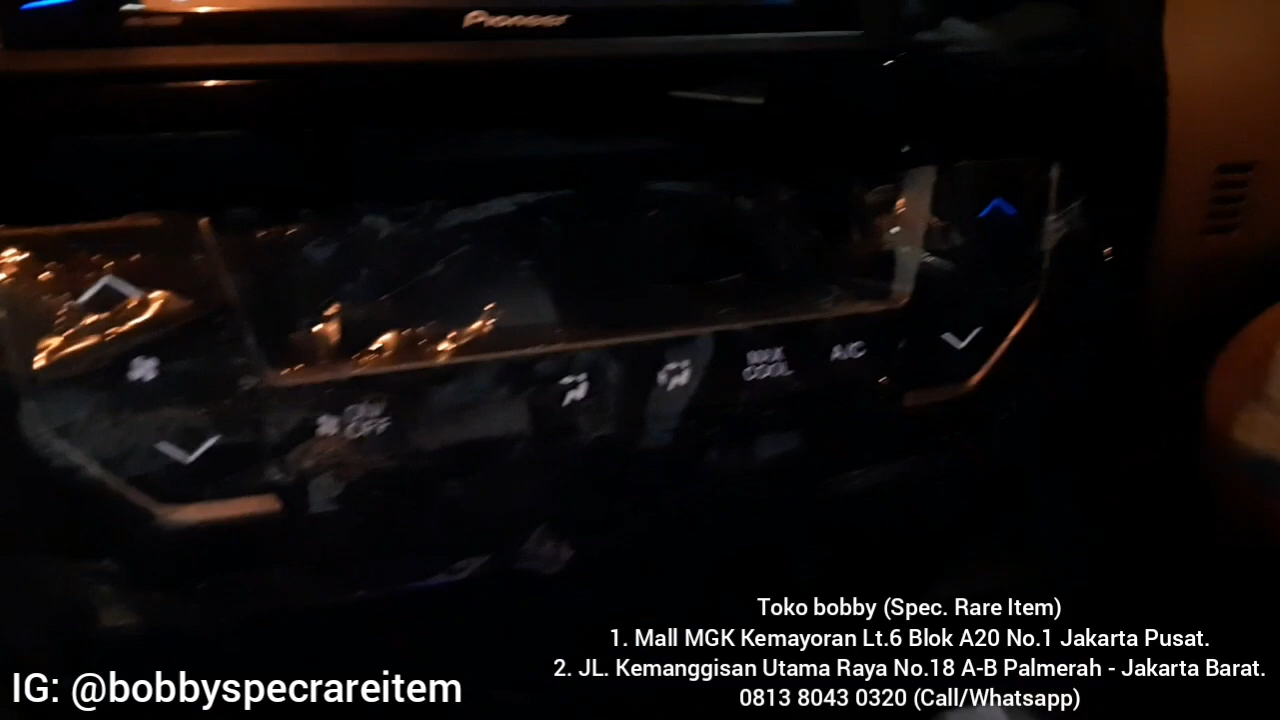 Pioneer
MAX
COOL
A/C
OFF
Toko bobby (Spec. Rare Item)
1. Mall MGK Kemayoran Lt.6 Blok A20 No.1 Jakarta Pusat.
2. JL. Kemanggisan Utama Raya No.18 A-B Palmerah - Jakarta Barat.
0813 8043 0320 (Call/Whatsapp)
IG: @bobbyspecrareitem